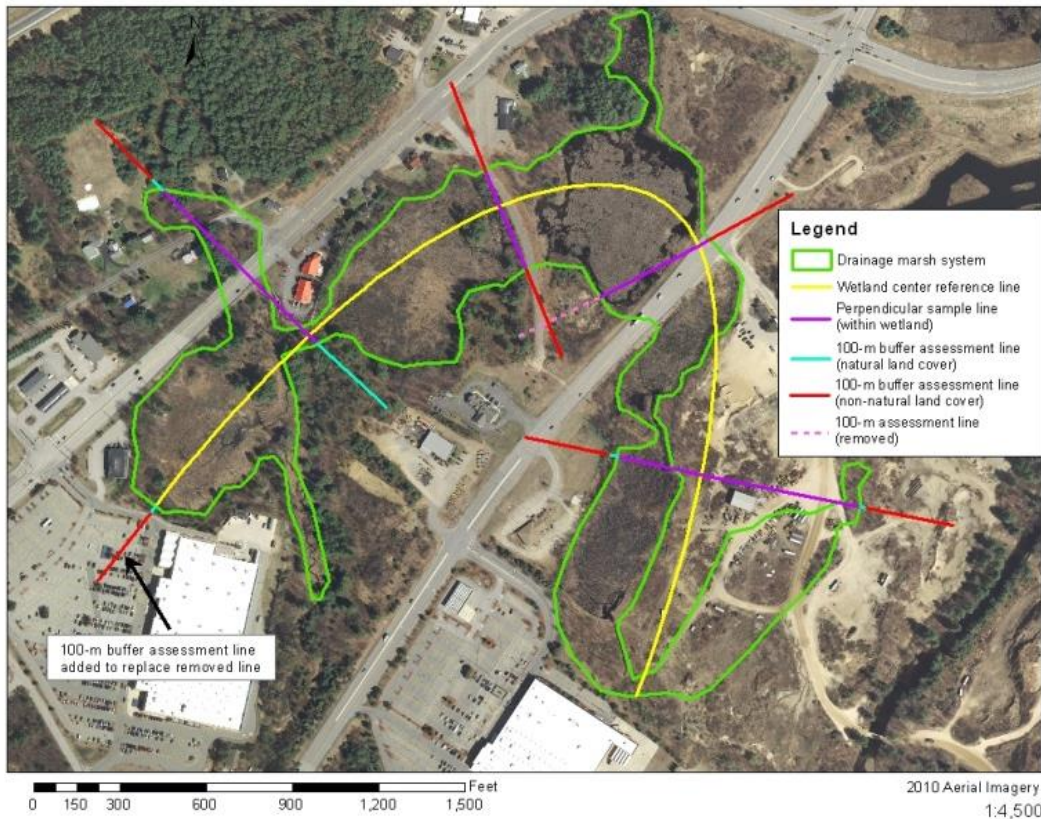 N
Legend
Drainage marsh system
Wetland center reference line
Perpendicular sample line
(within wetland)
100-m buffer assessment line
(natural land cover)
100-m buffer assessment line
(non-natural land cover)
100-m assessment line
(removed)
100-m buffer assessment line
added to replace removed line
Feet
0 150 300 600 900 1,200 1,500
2010 Aerial Imagery
1:4,500